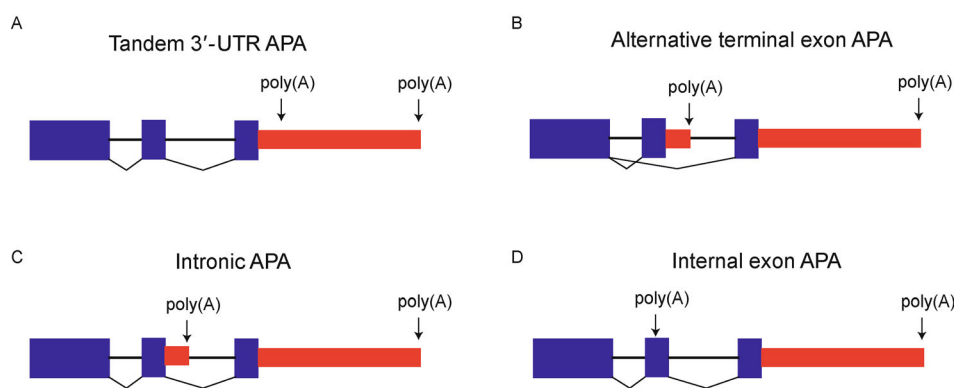 A
Tandem 3′-UTR APA
poly(A)
poly(A)
B
Alternative terminal exon APA
poly(A)
poly(A)
C
Intronic APA
poly(A)
poly(A)
D
Internal exon APA
poly(A)
poly(A)